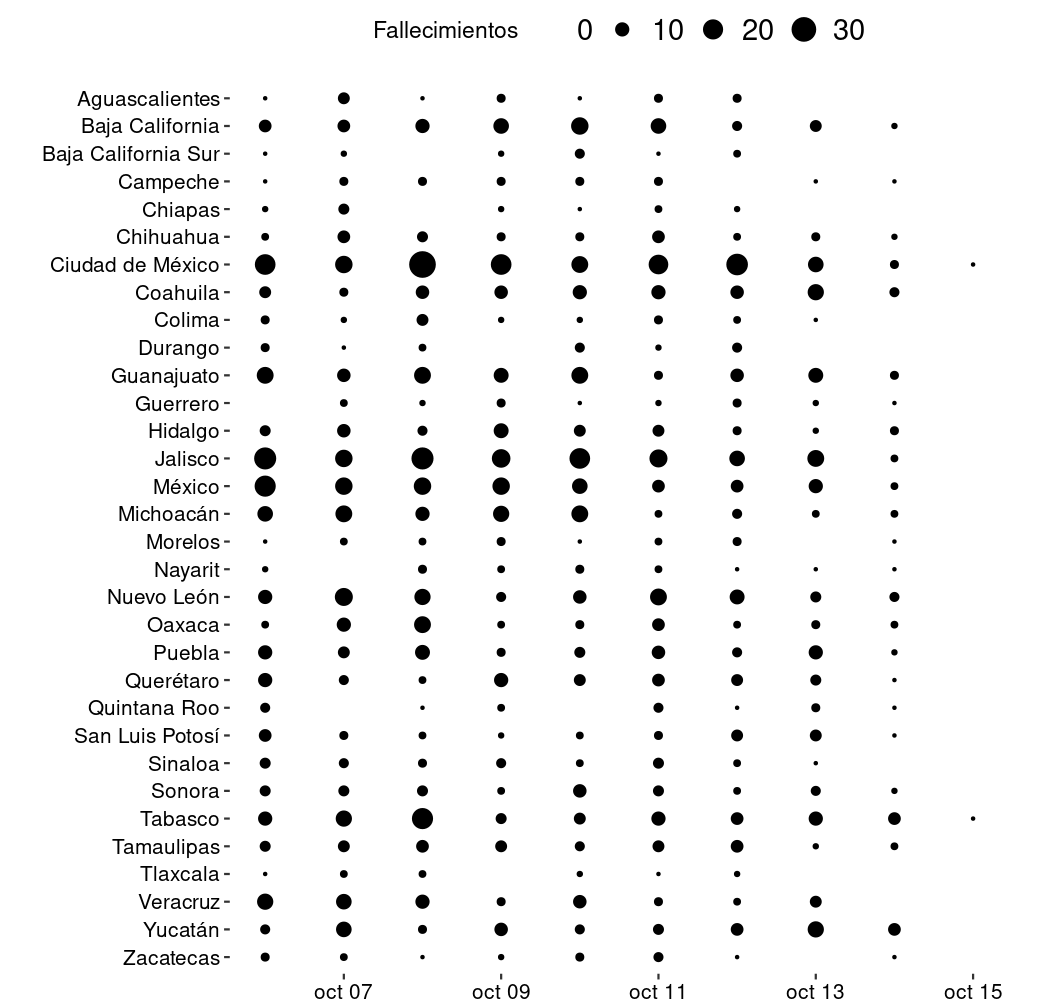 Fallecimientos 0 10 20 30
Aguascalientes
Baja California
Baja California Sur
Campeche
Chiapas
Chihuahua
Ciudad de México
Coahuila
Colima
Durango
Guanajuato
Guerrero
Hidalgo
Jalisco
México
Michoacán
Morelos
Nayarit
Nuevo León
Oaxaca
Puebla
Querétaro
Quintana Roo
San Luis Potosí
Sinaloa
Sonora
Tabasco
Tamaulipas
Tlaxcala
Veracruz
Yucatán
Zacatecas
oct 07 oct 09 oct 11 oct 13 oct 15